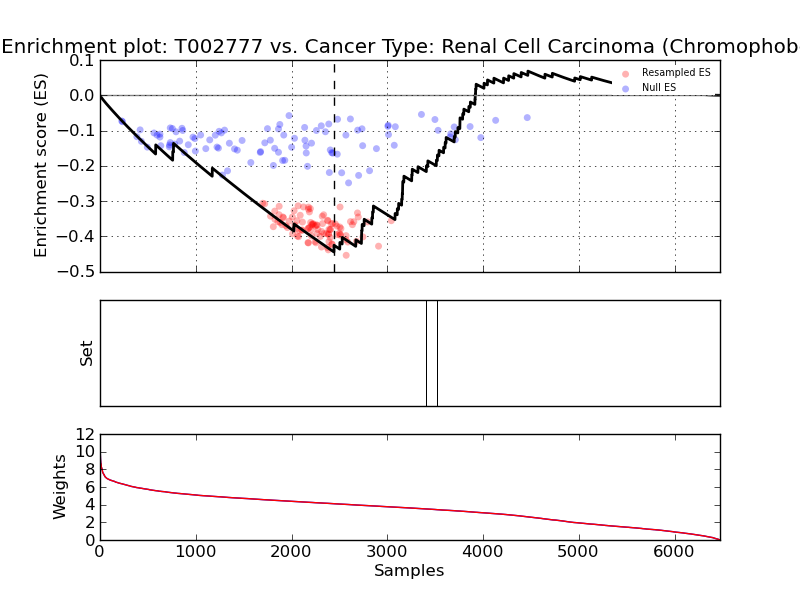 Enrichment plot: T002777 vs. Cancer Type: Renal Cell Carcinoma (Chromophob
0.1
0.0
−0.1
−0.2
−0.3
−0.4
−0.5
Enrichment score (ES)
Resampled ES
Null ES
Set
12
10
8
6
4
2
0
Weights
0 1000 2000 3000 4000 5000 6000
Samples